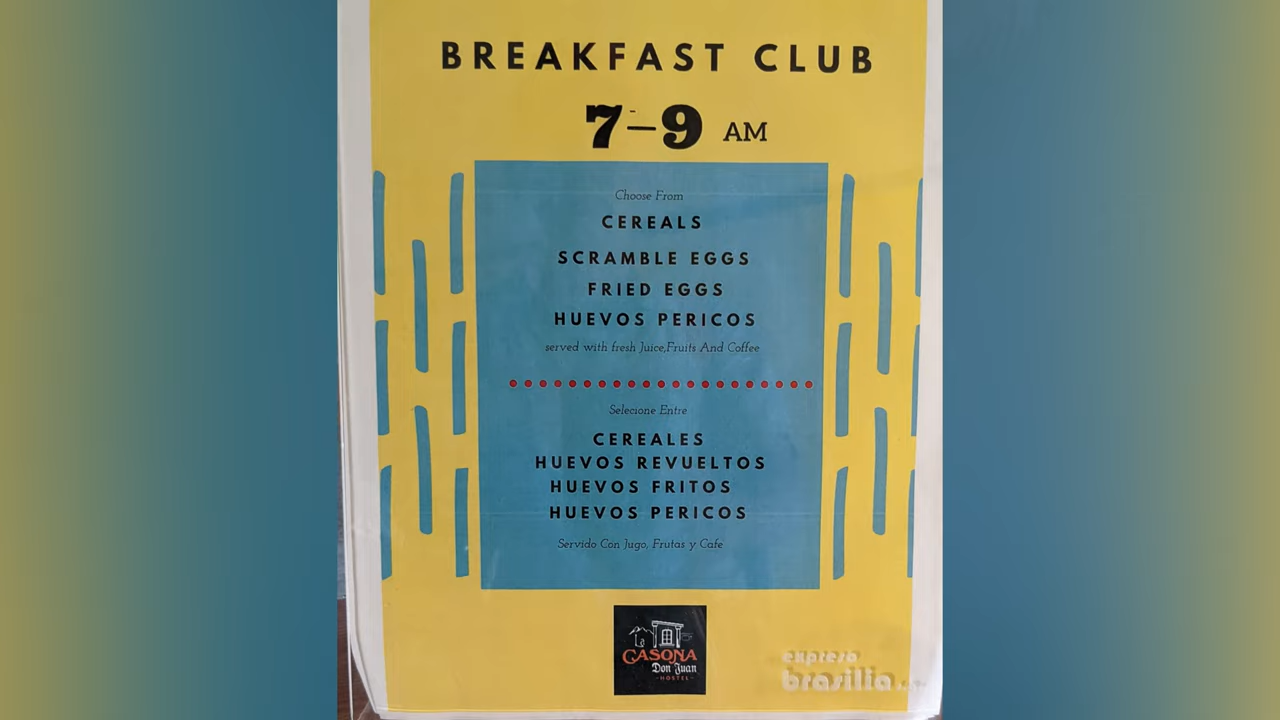 BREAKFAST CLUB
7-9 AM
Choose From
CEREALS
SCRAMBLE EGGS
FRIED EGGS
HUEVOS PERICOS
served with fresh Juice,Fruits And Coffee
Selecione Entre
CEREALES
HUEVOS REVUELTOS
HUEVOS FRITOS
HUEVOS PERICOS
Servido Con Jugo, Frutas y Cafe
CASONA
Don Juan
-HOSTEL-
expreso
brasilia